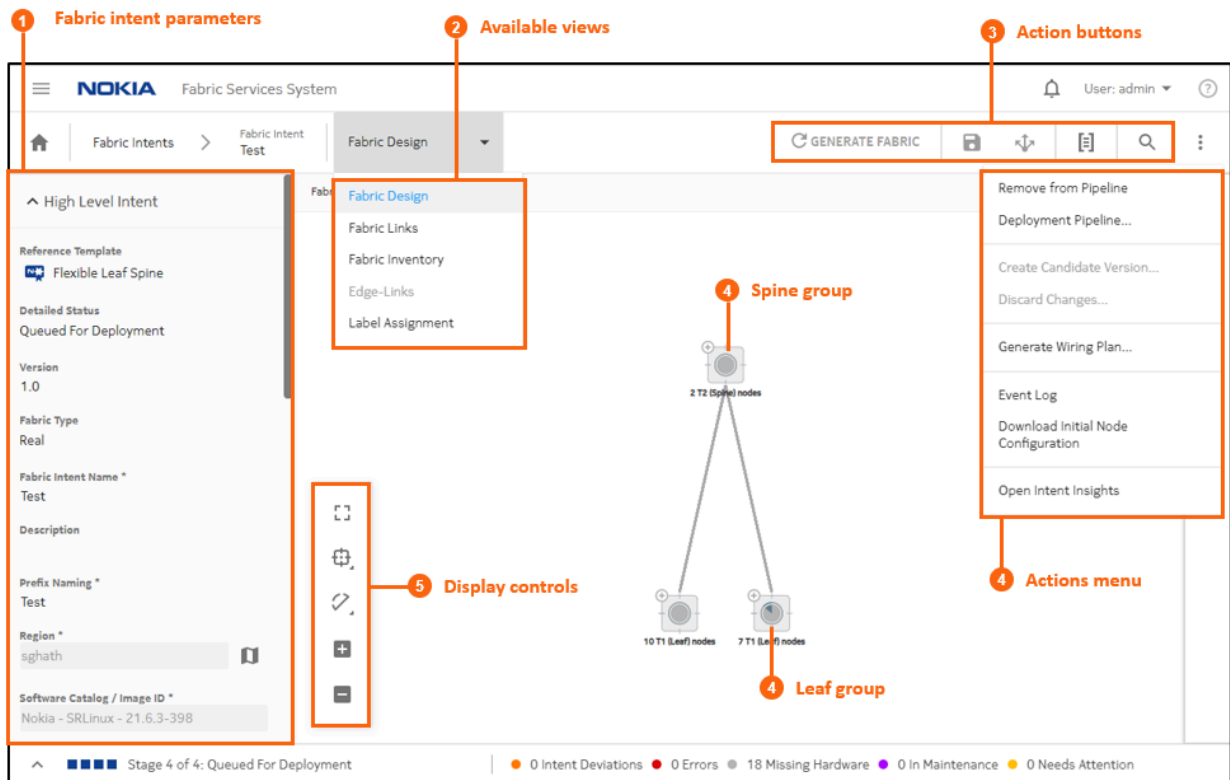 1 Fabric intent parameters
2 Available views
3 Action buttons
NOKIA Fabric Services System
User: admin
?
Fabric Intents
Fabric Intent
Test
Fabric Design
GENERATE FABRIC
High Level Intent
Reference Template
Flexible Leaf Spine
Detailed Status
Queued For Deployment
Version
1.0
Fabric Type
Real
Fabric Intent Name *
Test
Description
Prefix Naming *
Test
Region *
sghath
Software Catalog / Image ID *
Nokia - SRLinux - 21.6.3-398
Fabric Design
Fabric Links
Fabric Inventory
Edge-Links
Label Assignment
4 Spine group
2 T2 (Spine) nodes
10 T1 (Leaf) nodes
7 T1 (Leaf) nodes
4 Leaf group
5 Display controls
Remove from Pipeline
Deployment Pipeline...
Create Candidate Version...
Discard Changes...
Generate Wiring Plan...
Event Log
Download Initial Node
Configuration
Open Intent Insights
4 Actions menu
Stage 4 of 4: Queued For Deployment
0 Intent Deviations
0 Errors
18 Missing Hardware
0 In Maintenance
0 Needs Attention